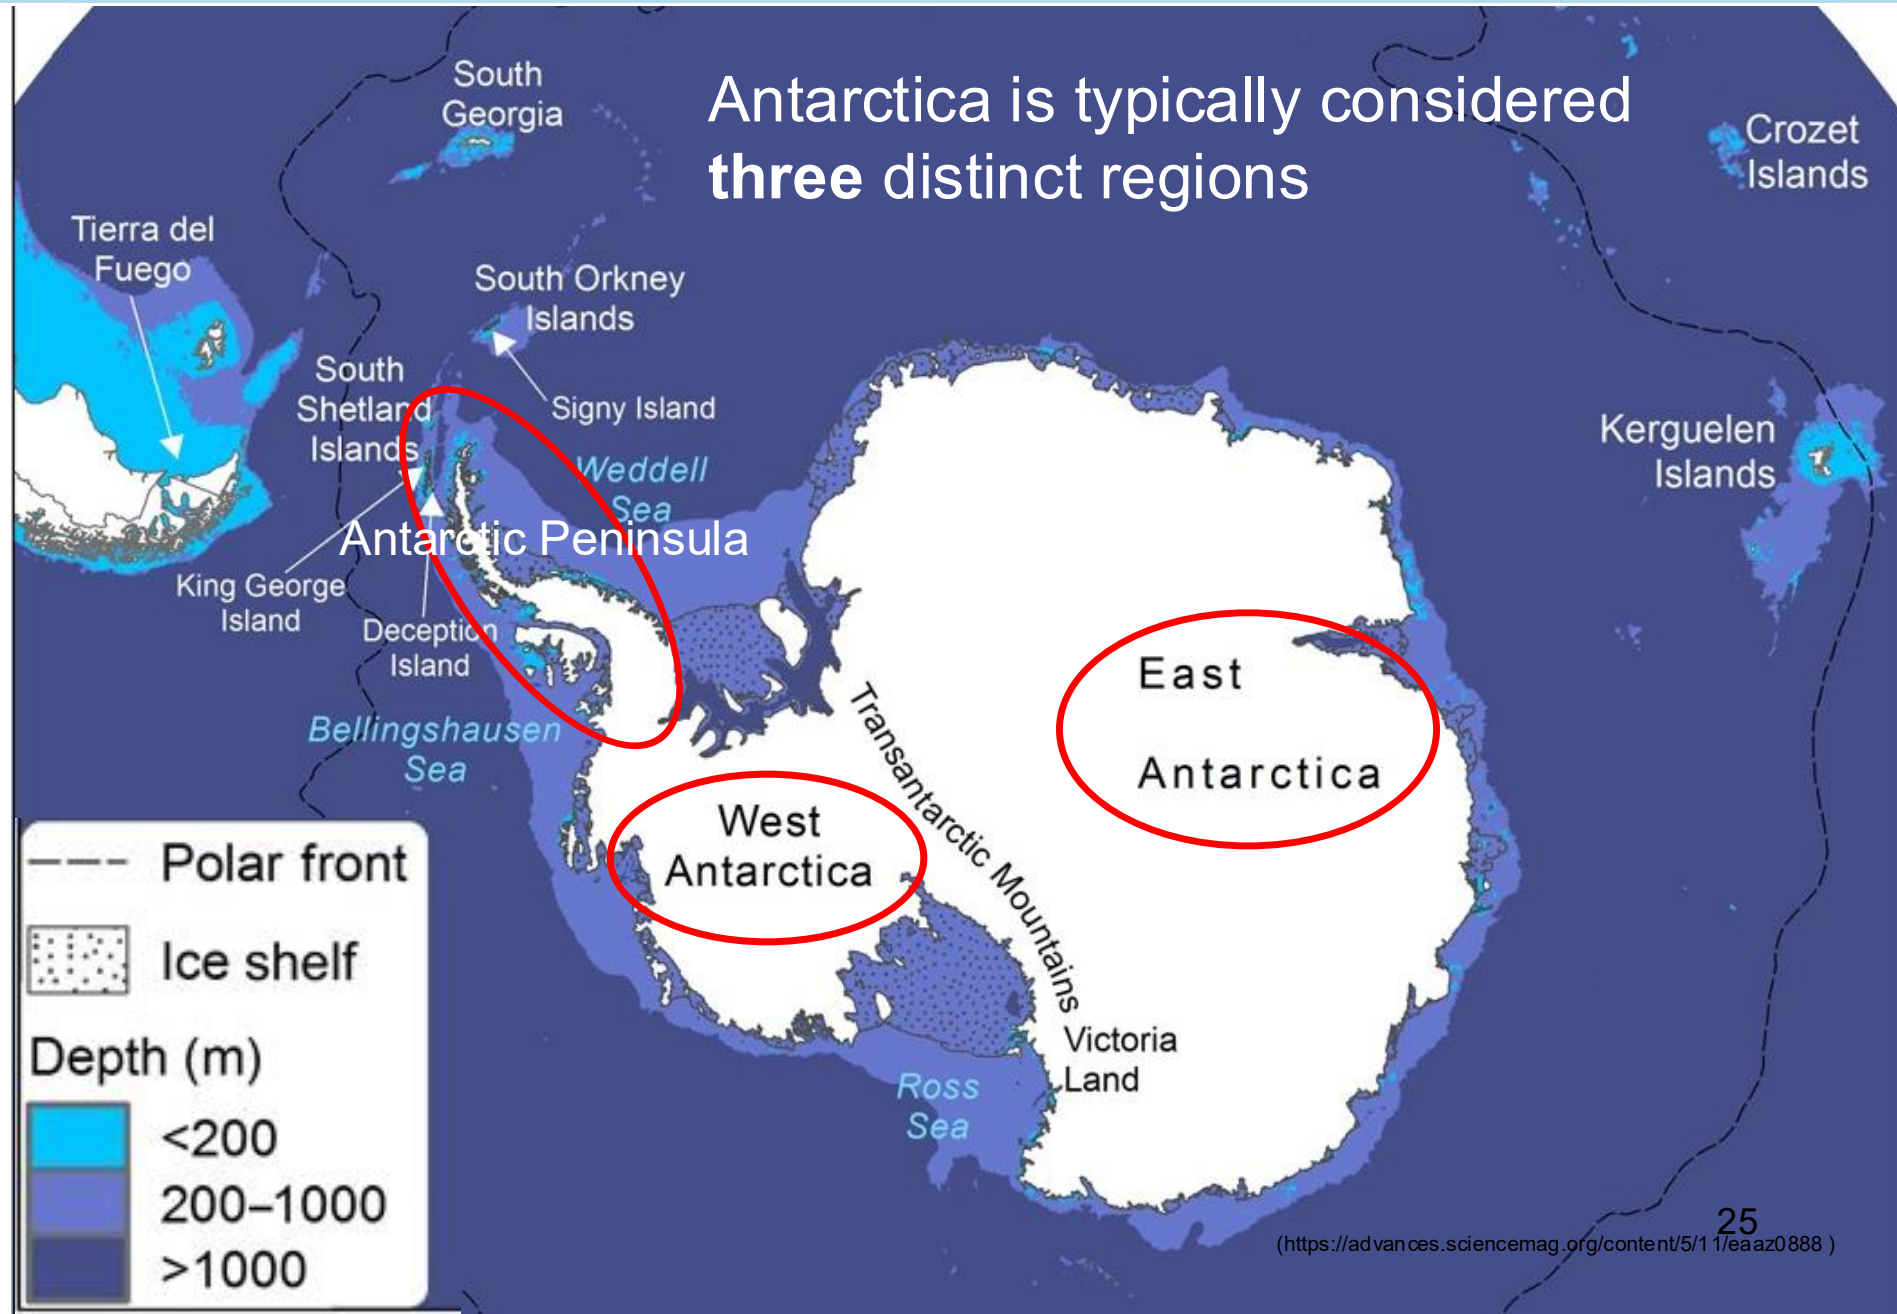 Antarctica is typically considered
three distinct regions
South
Georgia
Crozet
Islands
Tierra del
Fuego
South Orkney
Islands
South
Shetland
Islands
Signy Island
Kerguelen
Islands
Weddell
Sea
Antarctic Peninsula
King George
Island
Deception
Island
East
Antarctica
Bellingshausen
Sea
Transantarctic Mountains
West
Antarctica
Victoria
Land
Ross
Sea
Polar front
Ice shelf
Depth (m)
<200
200–1000
>1000
25
(https://advances.sciencemag.org/content/5/11/eaaz0888 )